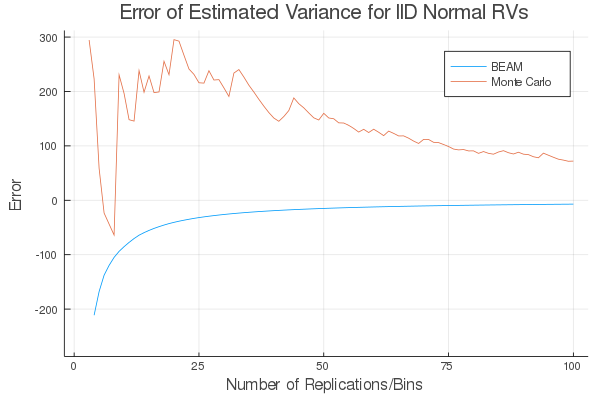 Error of Estimated Variance for IID Normal RVs
300
200
100
0
-100
-200
Error
BEAM
Monte Carlo
0 25 50 75 100
Number of Replications/Bins